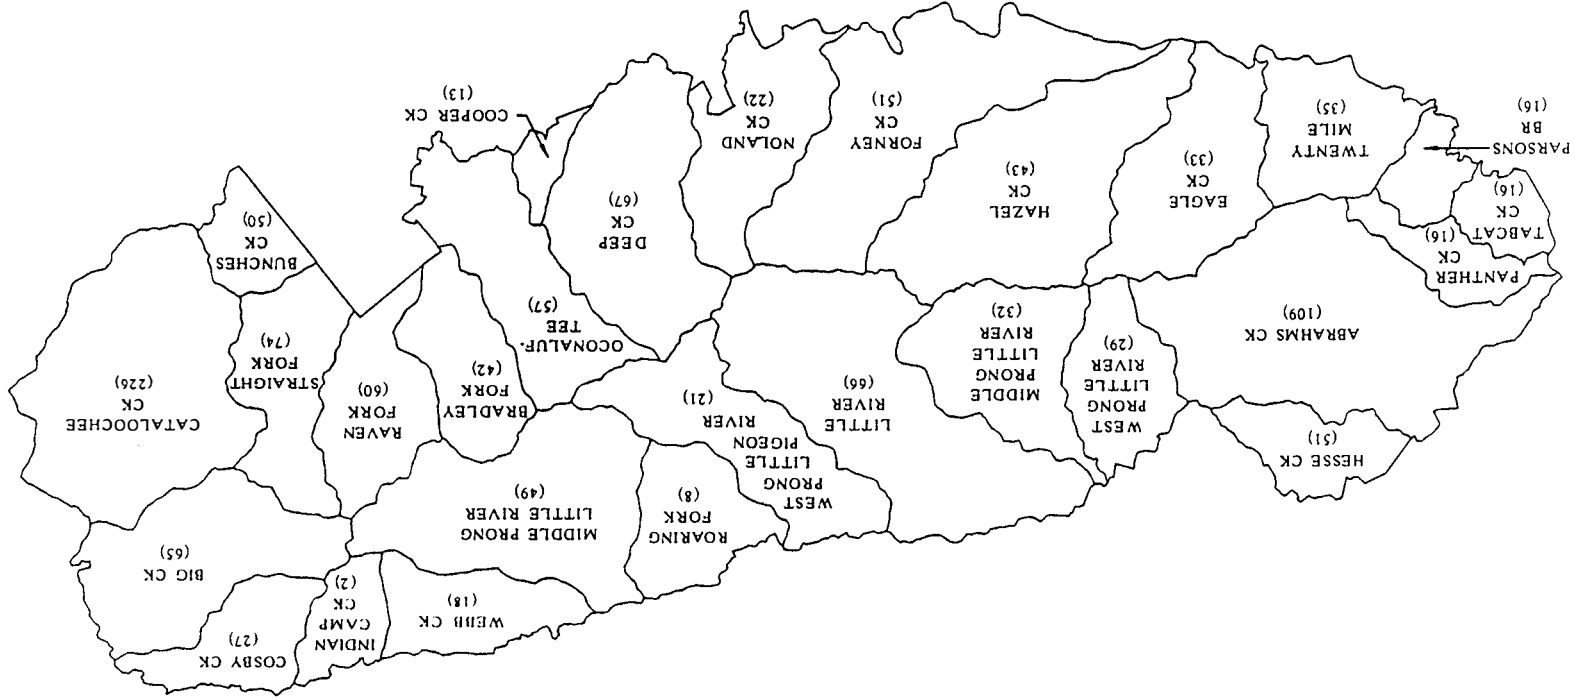 COSBY CK
(27)
INDIAN
CAMP
CK
(2)
WEBB CK
(18)
BIG CK
(65)
ROARING
FORK
(8)
MIDDLE PRONG
LITTLE RIVER
(49)
WEST
PRONG
LITTLE
PIGEON
RIVER
(21)
HESSE CK
(51)
WEST
PRONG
LITTLE
RIVER
(29)
MIDDLE
PRONG
LITTLE
RIVER
(32)
LITTLE
RIVER
(66)
BRADLEY
FORK
(42)
RAVEN
FORK
(60)
STRAIGHT
FORK
(74)
CATALOOCHEE
CK
(226)
ABRAHMS CK
(109)
OCONALUF-
TEE
(57)
PANTHER
CK
(16)
TABCAT
CK
(16)
BUNCHES
CK
(50)
DEEP
CK
(67)
EAGLE
CK
(33)
HAZEL
CK
(43)
PARSONS
BR
(16)
TWENTY
MILE
(35)
FORNEY
CK
(51)
NOLAND
CK
(22)
COOPER CK
(13)